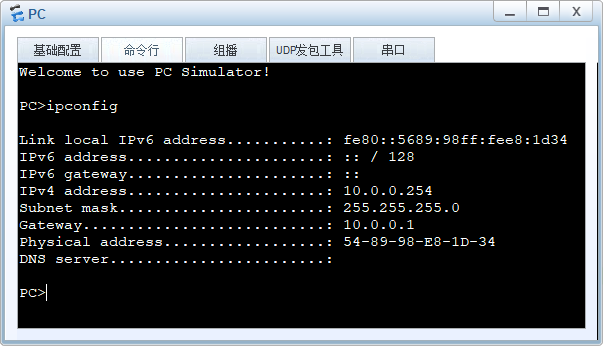 PC
基础配置 命令行 组播 UDP发包工具 串口
Welcome to use PC Simulator!
PC>ipconfig
Link local IPv6 address...........: fe80::5689:98ff:fee8:1d34
IPv6 address......................: :: / 128
IPv6 gateway......................: ::
IPv4 address......................: 10.0.0.254
Subnet mask.......................: 255.255.255.0
Gateway...........................: 10.0.0.1
Physical address..................: 54-89-98-E8-1D-34
DNS server........................:
PC>